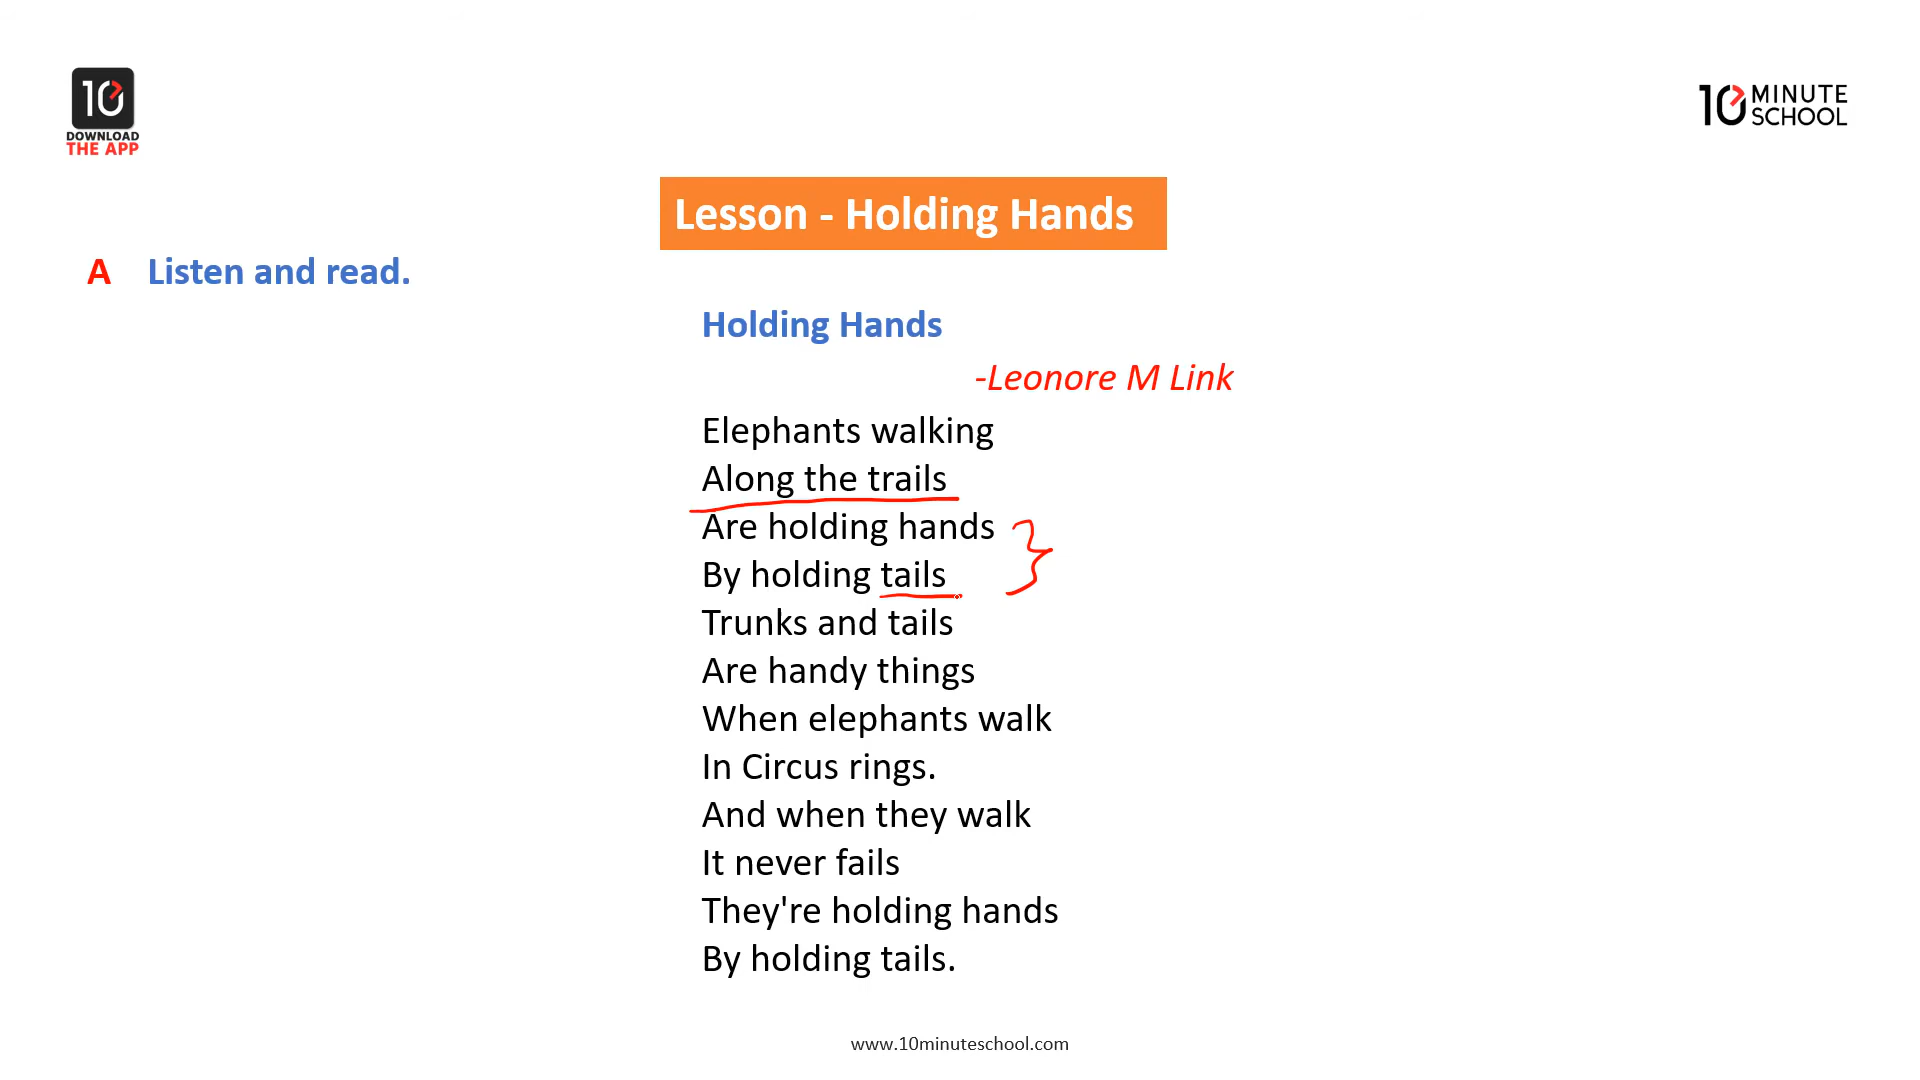 10
DOWNLOAD
THE APP
10 MINUTE
SCHOOL
Lesson - Holding Hands
A Listen and read.
Holding Hands
-Leonore M Link
Elephants walking
Along the trails
Are holding hands
By holding tails
Trunks and tails
Are handy things
When elephants walk
In Circus rings.
And when they walk
It never fails
They're holding hands
By holding tails.
www.10minuteschool.com